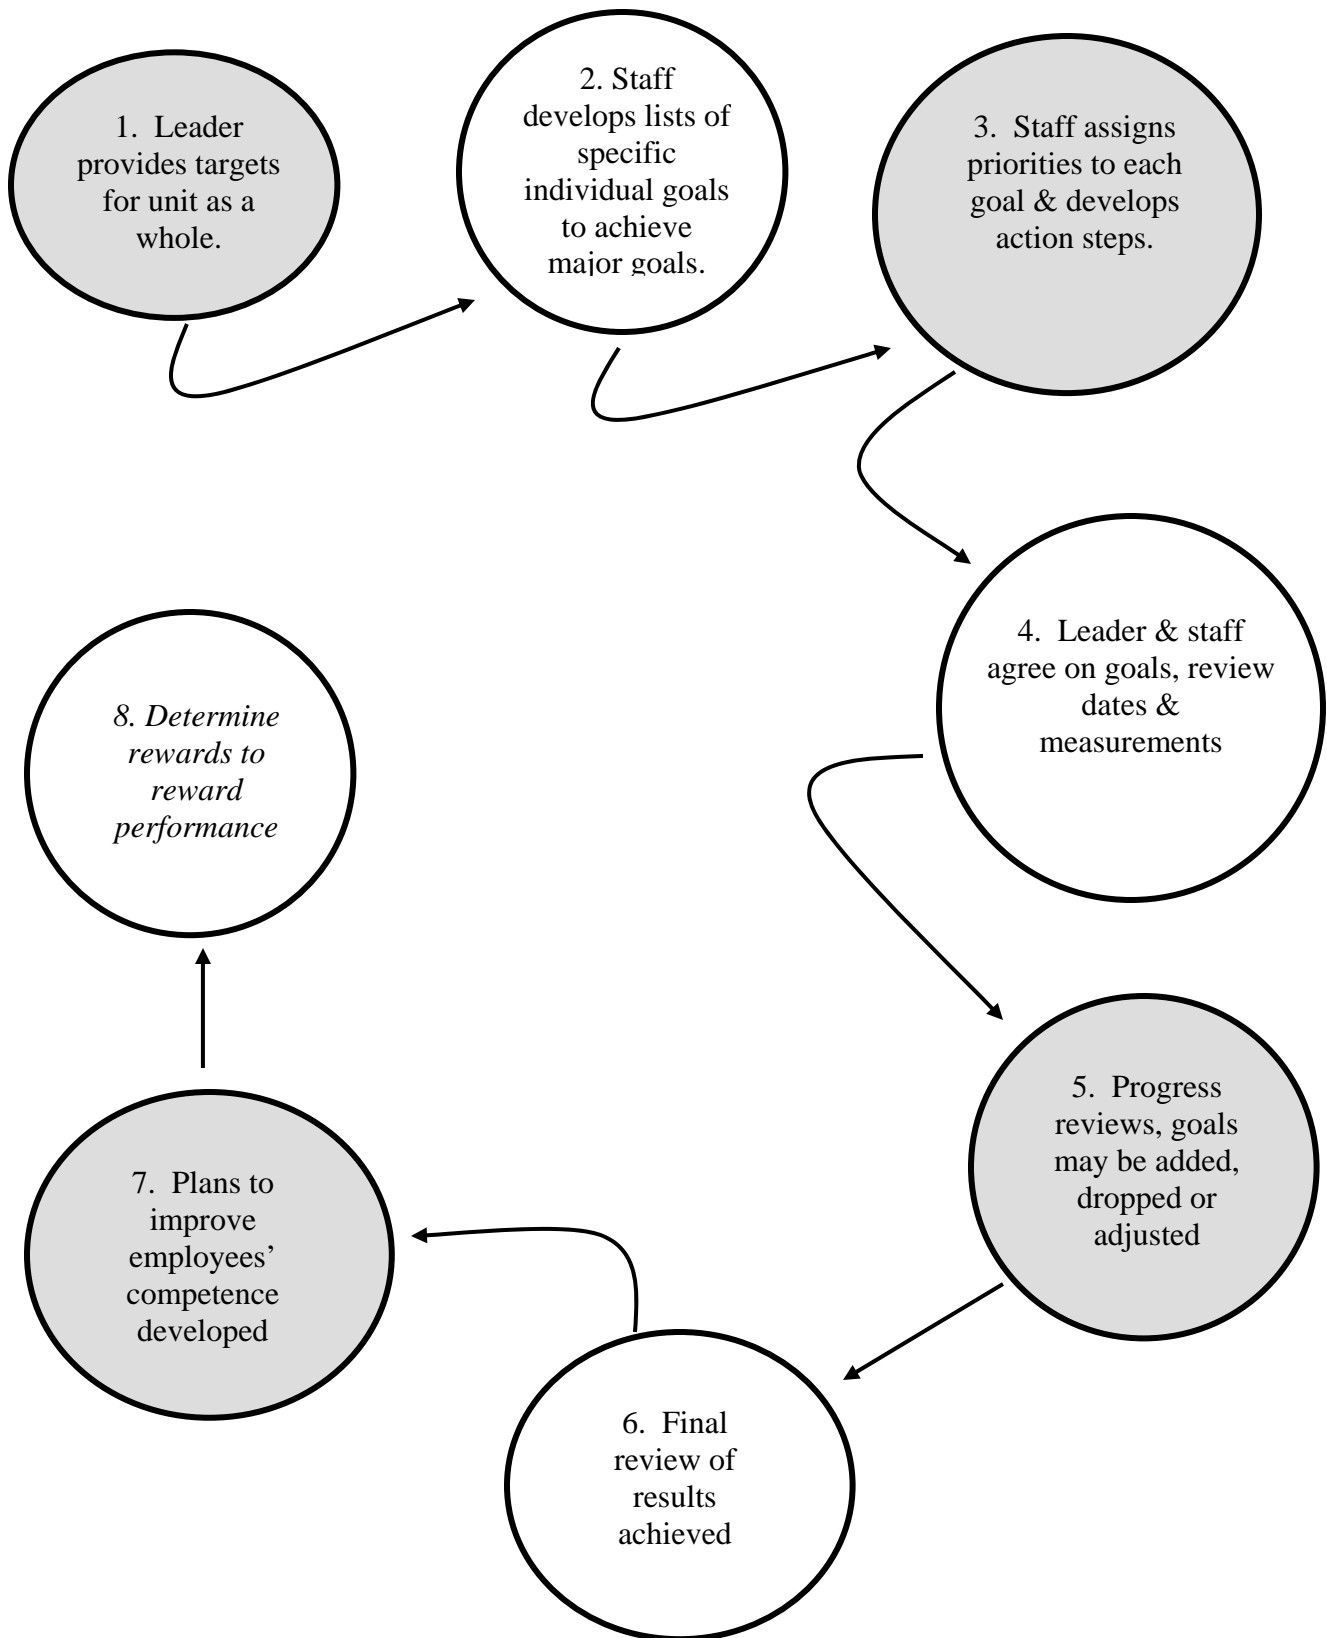 1.  Leader
provides targets
for unit as a
whole.
2. Staff
develops lists of
specific
individual goals
to achieve
major goals.
3.  Staff assigns
priorities to each
goal & develops
action steps.
4.  Leader & staff
agree on goals, review
dates &
measurements
5.  Progress
reviews, goals
may be added,
dropped or
adjusted
6.  Final
review of
results
achieved
7.  Plans to
improve
employees’
competence
developed
8. Determine
rewards to
reward
performance